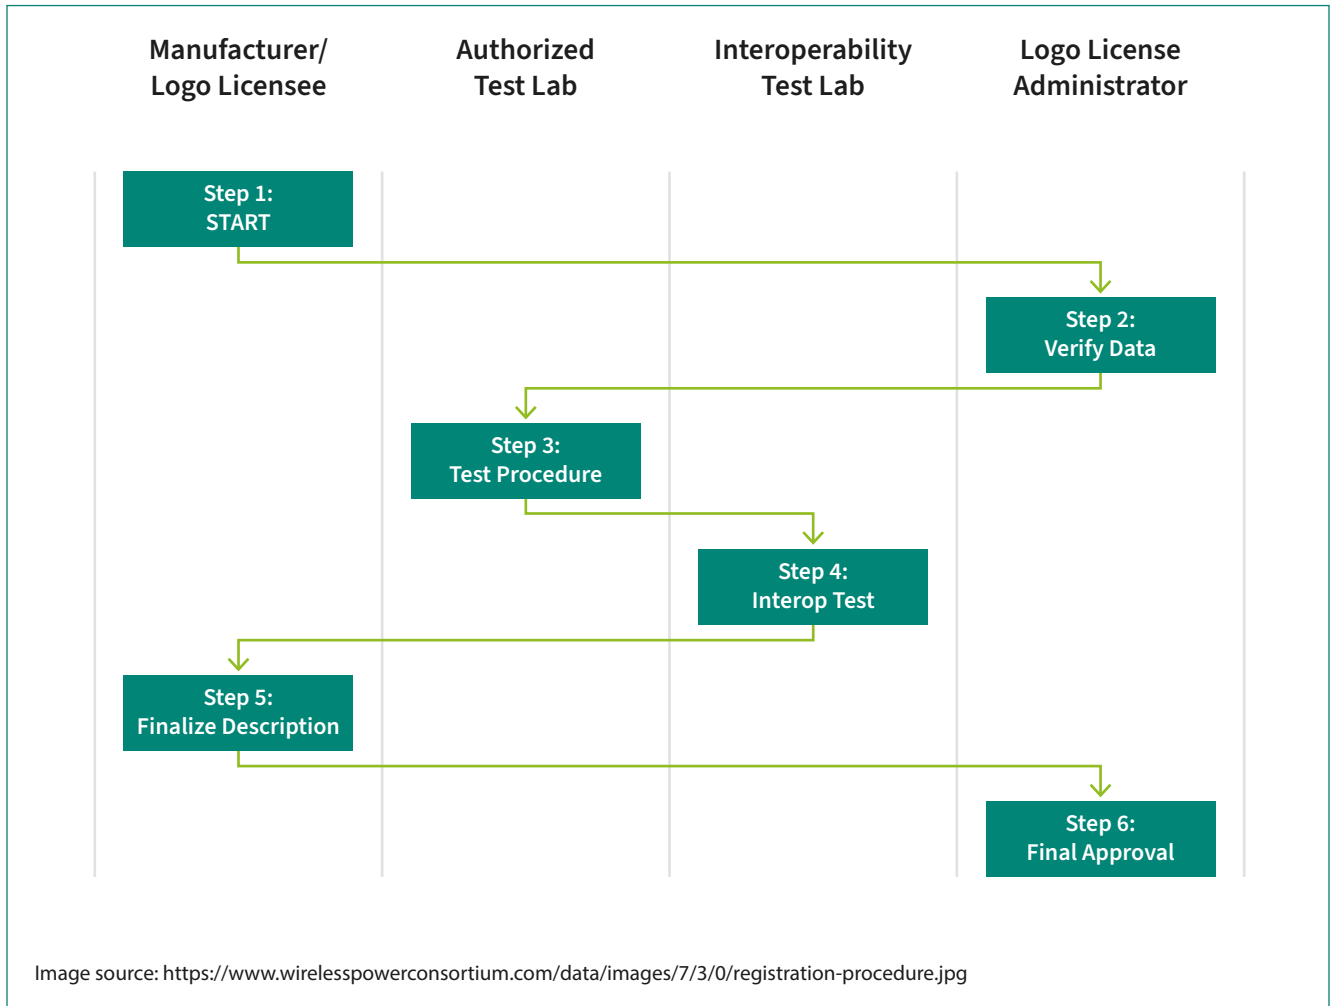 Manufacturer/
Logo Licensee
Authorized
Test Lab
Interoperability
Test Lab
Logo License
Administrator
Step 1:
START
Step 2:
Verify Data
Step 3:
Test Procedure
Step 4:
Interop Test
Step 5:
Finalize Description
Step 6:
Final Approval
Image source: https://www.wirelesspowerconsortium.com/data/images/7/3/0/registration-procedure.jpg